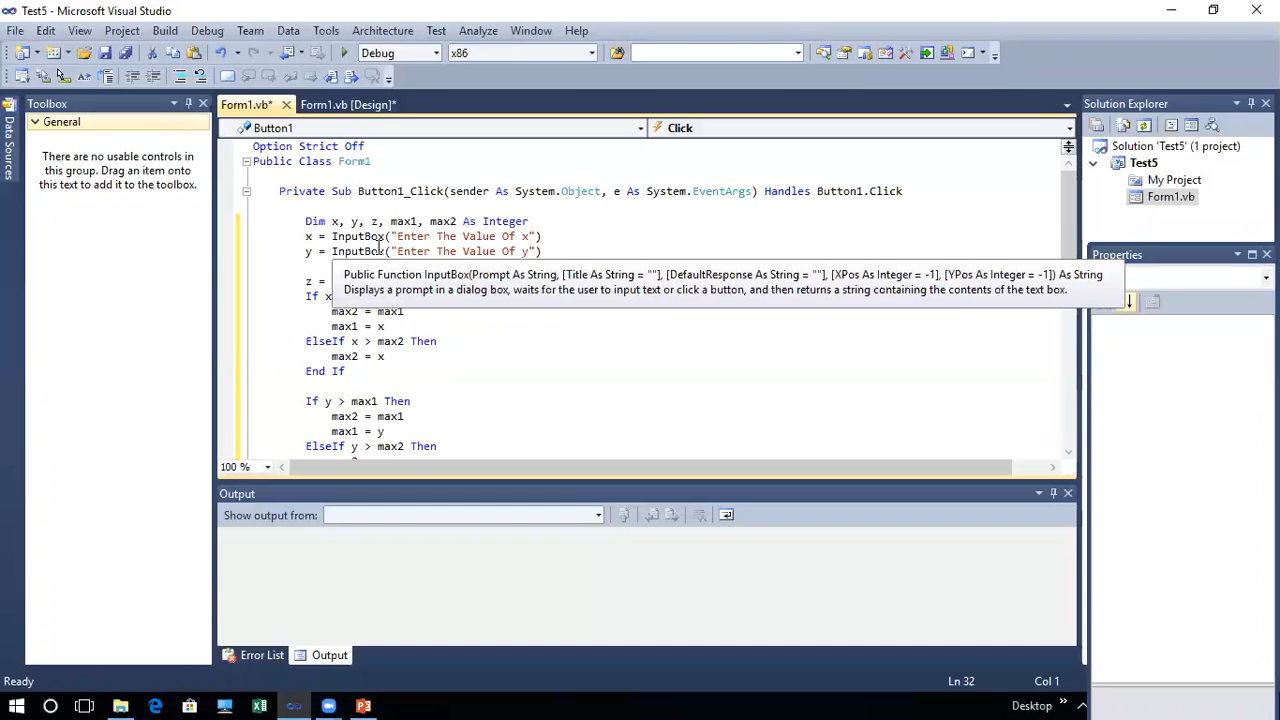 Test5 - Microsoft Visual Studio
File Edit View Project Build Debug Team Data Tools Architecture Test Analyze Window Help
Debug x86
Toolbox
General
There are no usable controls in
this group. Drag an item onto
this text to add it to the toolbox.
Data Sources
Form1.vb* Form1.vb [Design]*
Button1 Click
Option Strict Off
Public Class Form1
Private Sub Button1_Click(sender As System.Object, e As System.EventArgs) Handles Button1.Click
Dim x, y, z, max1, max2 As Integer
x = InputBox("Enter The Value Of x")
y = InputBox("Enter The Value Of y")
Public Function InputBox(Prompt As String, [Title As String = ""], [DefaultResponse As String = ""], [XPos As Integer = -1], [YPos As Integer = -1]) As String
Displays a prompt in a dialog box, waits for the user to input text or click a button, and then returns a string containing the contents of the text box.
z =
If x
max2 = max1
max1 = x
ElseIf x > max2 Then
max2 = x
End If
If y > max1 Then
max2 = max1
max1 = y
ElseIf y > max2 Then
100 %
Output
Show output from:
Error List Output
Solution Explorer
Solution 'Test5' (1 project)
Test5
My Project
Form1.vb
Properties
Ready Ln 32 Col 1
Desktop